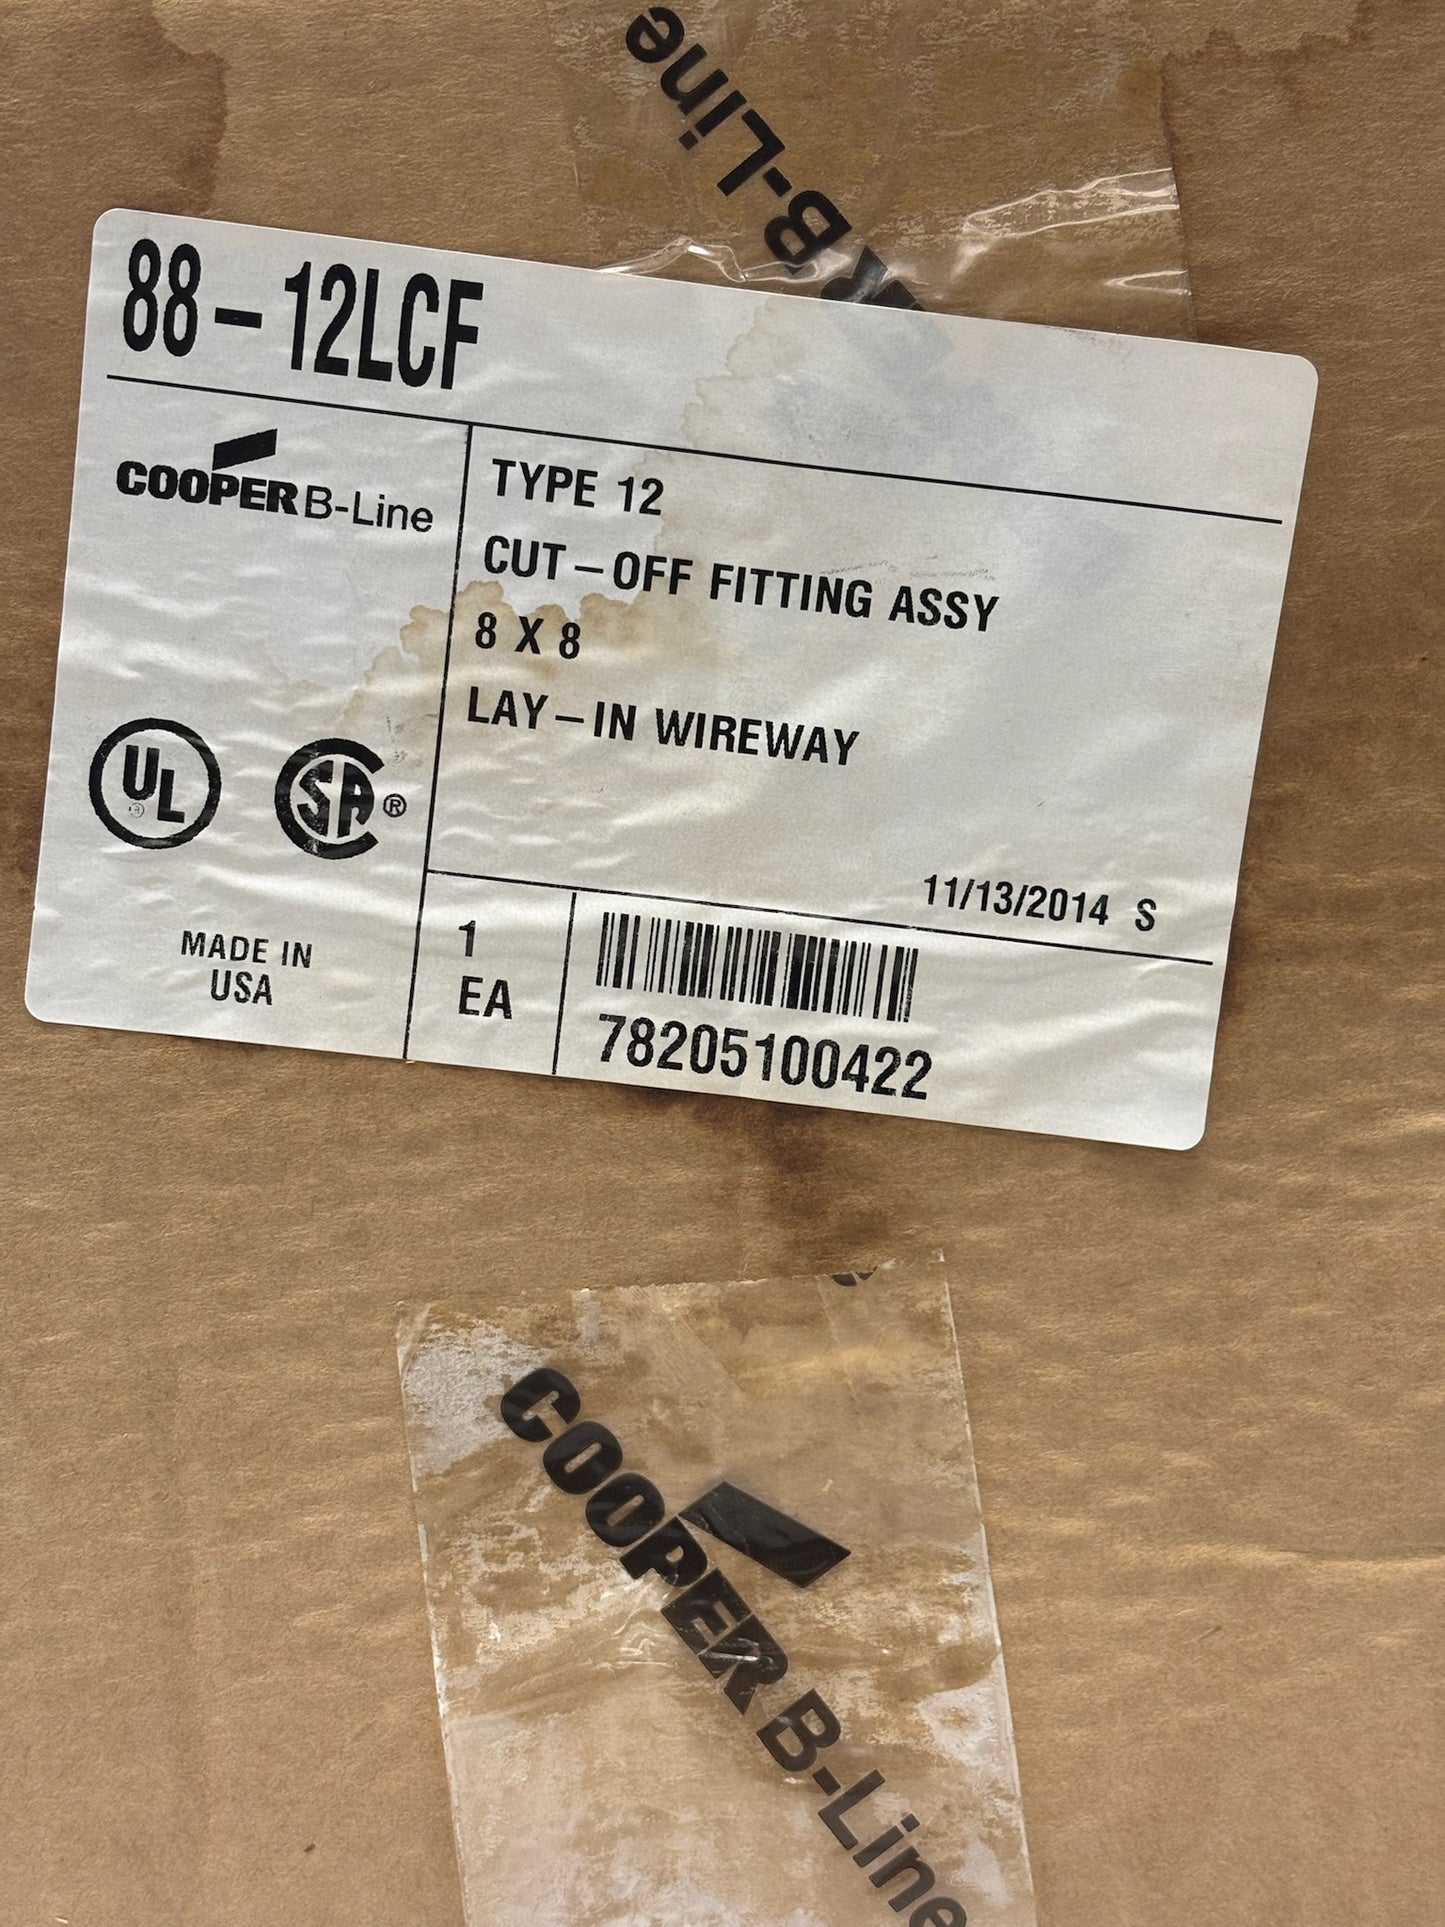 B-Line
88-12LCF
COOPER B-Line
TYPE 12
CUT-OFF FITTING ASSY
8 X 8
LAY-IN WIREWAY
UL
®
SA ®
11/13/2014 S
MADE IN
USA
1
EA
78205100422
COOPER B-Line